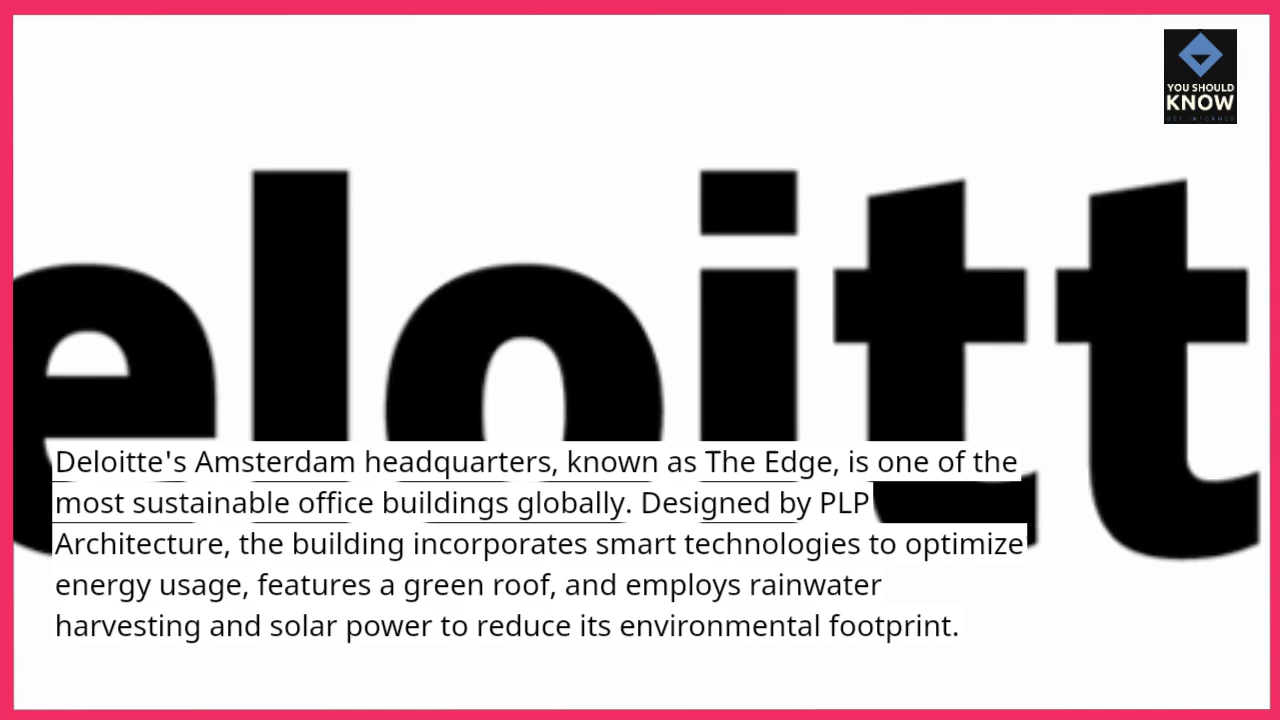 YOU SHOULD
KNOW
GET INFORMED
eloitt
Deloitte's Amsterdam headquarters, known as The Edge, is one of the
most sustainable office buildings globally. Designed by PLP
Architecture, the building incorporates smart technologies to optimize
energy usage, features a green roof, and employs rainwater
harvesting and solar power to reduce its environmental footprint.